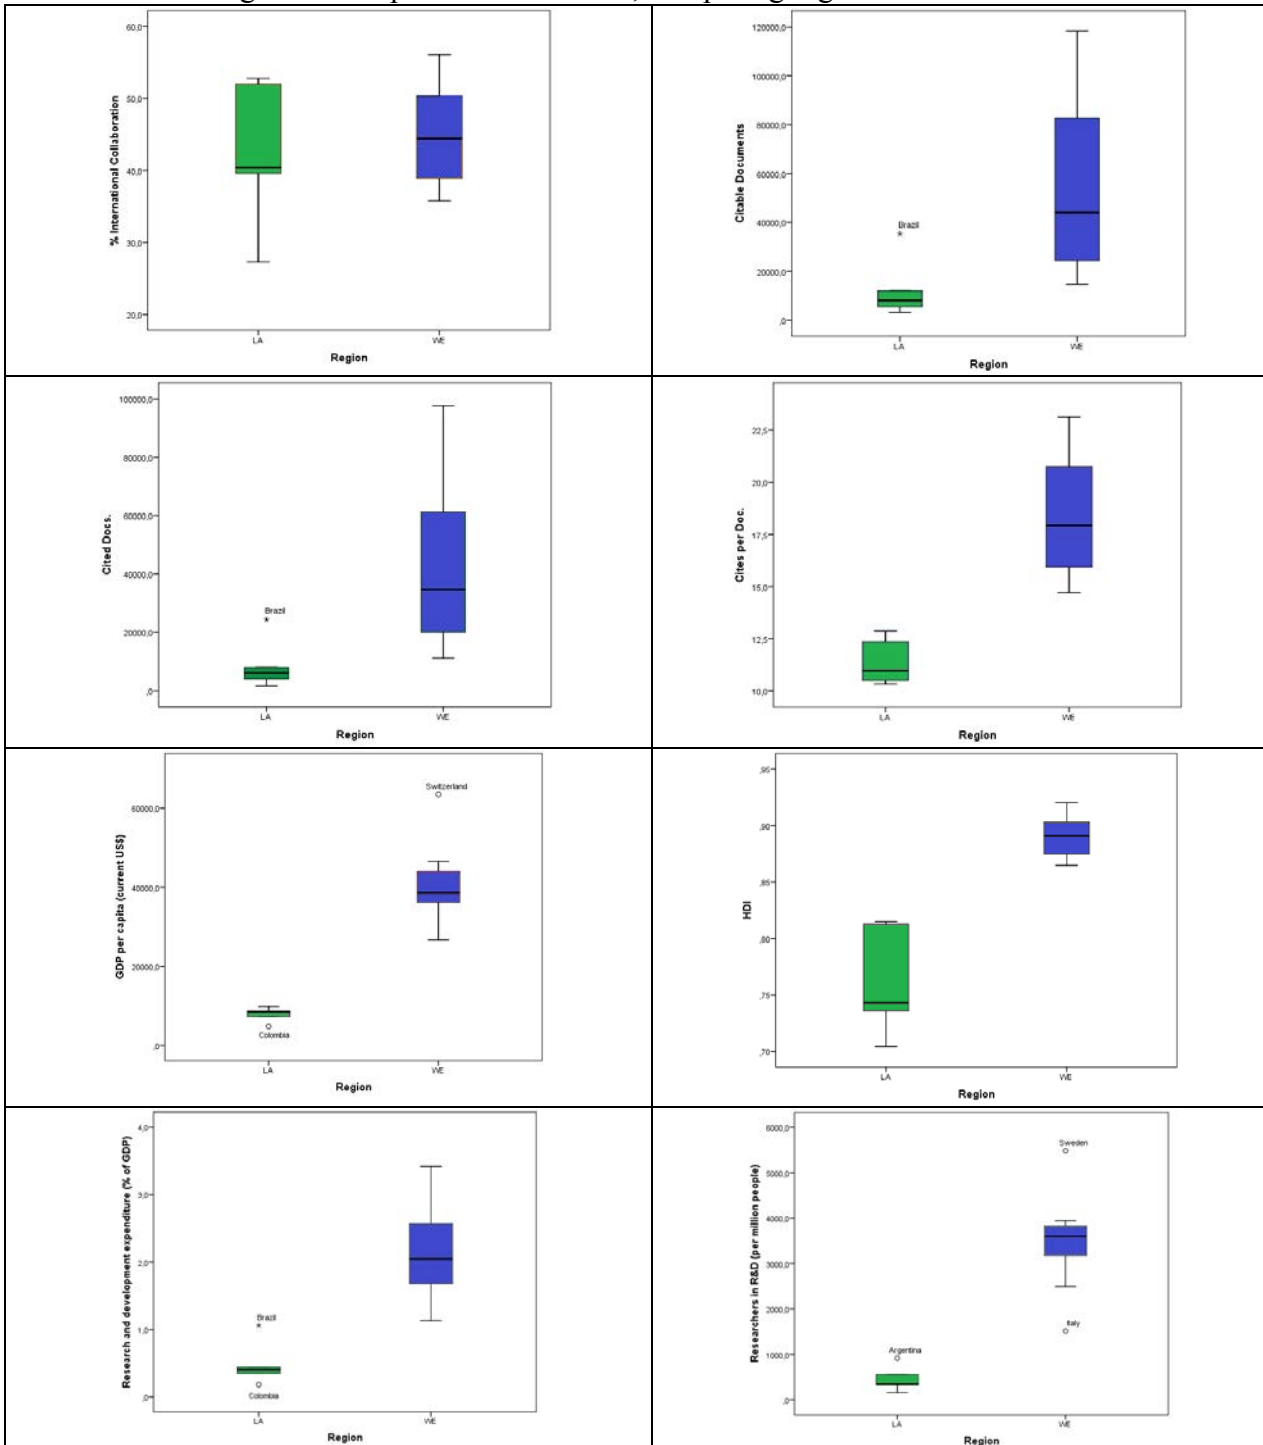 % International Collaboration
60,0
50,0
40,0
30,0
20,0
LA
WE
Region
Citable Documents
120000,0
100000,0
80000,0
60000,0
40000,0
20000,0
,0
Brazil
*
LA
WE
Region
Cited Docs.
100000,0
80000,0
60000,0
40000,0
20000,0
,0
Brazil
*
LA
WE
Region
Cites per Doc.
22,5
20,0
17,5
15,0
12,5
10,0
LA
WE
Region
GDP per capita (current US$)
60000,0
40000,0
20000,0
,0
Switzerland
Colombia
LA
WE
Region
HDI
,95
,90
,85
,80
,75
,70
LA
WE
Region
Research and development expenditure (% of GDP)
4,0
3,0
2,0
1,0
,0
Brazil
*
Colombia
LA
WE
Region
Researchers in R&D (per million people)
6000,0
5000,0
4000,0
3000,0
2000,0
1000,0
,0
Sweden
Italy
Argentina
LA
WE
Region